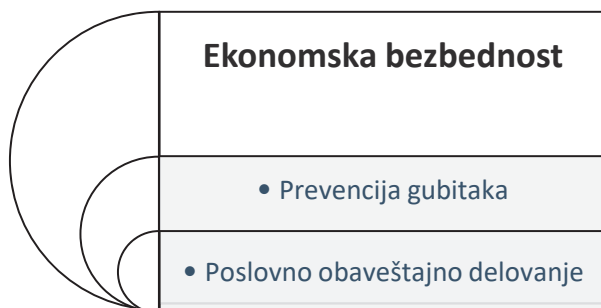 Ekonomska bezbednost
• Prevencija gubitaka
• Poslovno obaveštajno delovanje